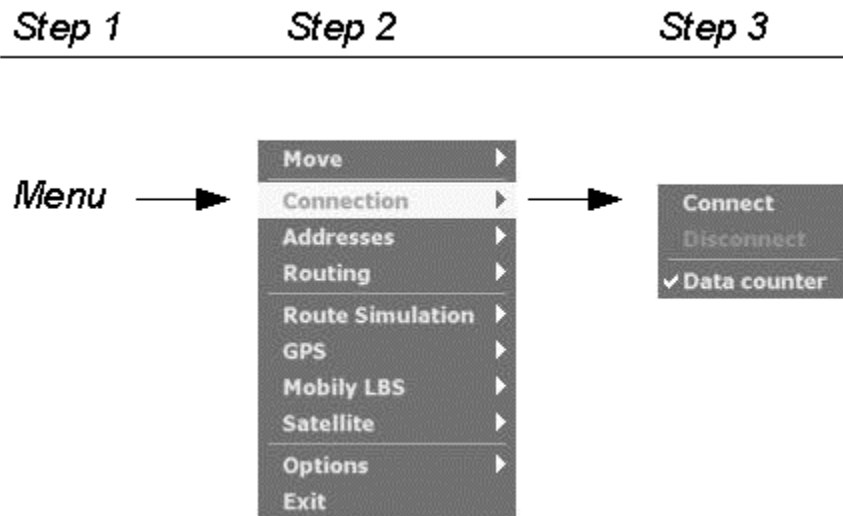 Step 1 Step 2 Step 3
Menu
Move
Connection
Addresses
Routing
Route Simulation
GPS
Mobily LBS
Satellite
Options
Exit
Connect
Disconnect
Data counter